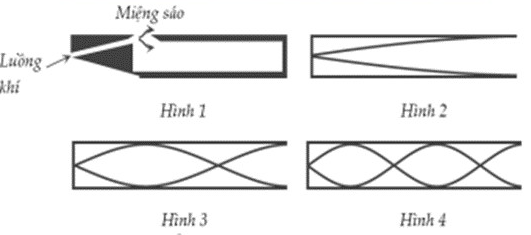 Miệng sáo
Luồng
khí
Hình 1
Hình 2
Hình 3
Hình 4